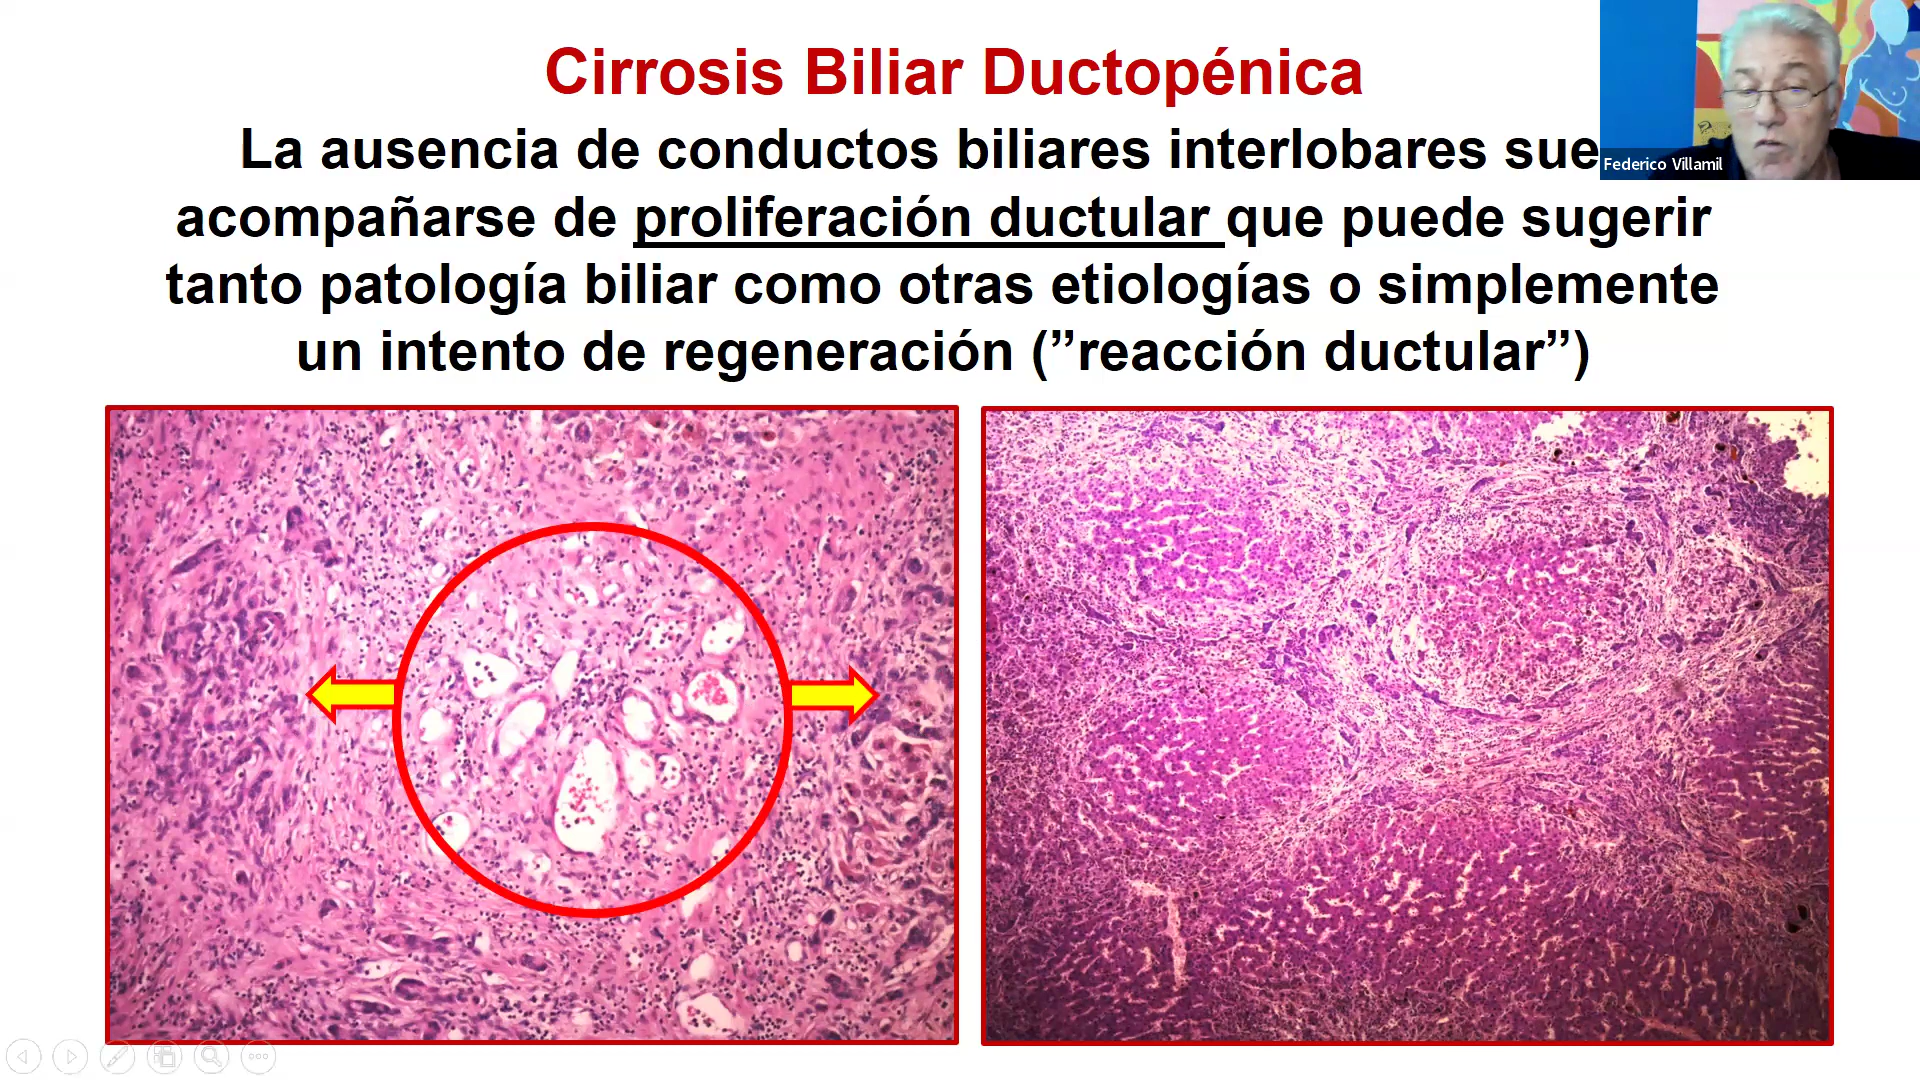 Cirrosis Biliar Ductopénica
La ausencia de conductos biliares interlobares sue
acompañarse de proliferación ductular que puede sugerir
tanto patología biliar como otras etiologías o simplemente
un intento de regeneración (”reacción ductular”)
Federico Villamil